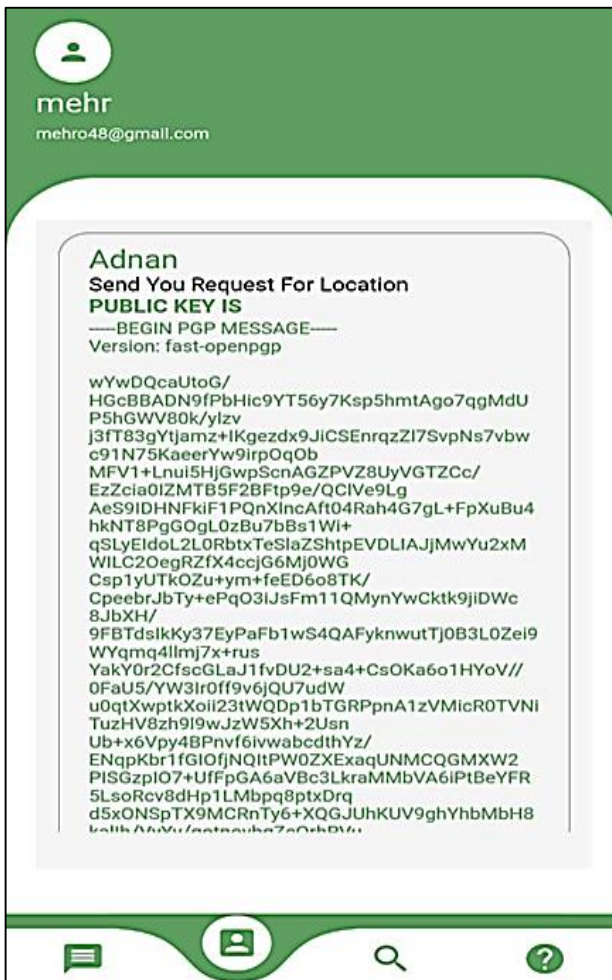 mehr
mehro48@gmail.com
Adnan
Send You Request For Location
PUBLIC KEY IS
-----BEGIN PGP MESSAGE-----
Version: fast-openpgp
wYwDQcaUtoG/
HGcBBADN9fPbHic9YT56y7Ksp5hmtAgo7qgMdU
P5hGWV80k/ylzv
j3fT83gYtjamz+IKgezdx9JiCSEnrqzZl7SvpNs7vbw
c91N75KaeerYw9irpOqOb
MFV1+Lnui5HjGwpScnAGZPVZ8UyVGTZCc/
EzZcia0IZMTB5F2BFtp9e/QCIVe9Lg
AeS9IDHNFkiF1PQnXlncAft04Rah4G7gL+FpXuBu4
hkNT8PgGOgL0zBu7bBs1Wi+
qSLyEIdoL2L0RbtxTeSlaZShtpEVDLIAJjMwYu2xM
WILC2OegRZfX4ccjG6Mj0WG
Csp1yUTkOZu+ym+feED6o8TK/
CpeebrJbTy+ePqO3iJsFm11QMynYwCktk9jiDWc
8JbXH/
9FBTdsIkKy37EyPaFb1wS4QAFyknwutTj0B3L0Zei9
WYqmq4llmj7x+rus
YakY0r2CfscGLaJ1fvDU2+sa4+CsOKa6o1HYoV//
0FaU5/YW3Ir0ff9v6jQU7udW
u0qtXwptkXoii23tWQDp1bTGRPpnA1zVMicR0TVNi
TuzHV8zh9l9wJzW5Xh+2Usn
Ub+x6Vpy4BPnvf6ivwabcdthYz/
ENqpKbr1fGIOfjNQItPW0ZXExaqUNMCQGMXW2
PISGzpIO7+UfFpGA6aVBc3LkraMMbVA6iPtBeYFR
5LsoRcv8dHp1LMbpq8ptxDrq
d5xONSpTX9MCRnTy6+XQGJUhKUV9ghYhbMbH8